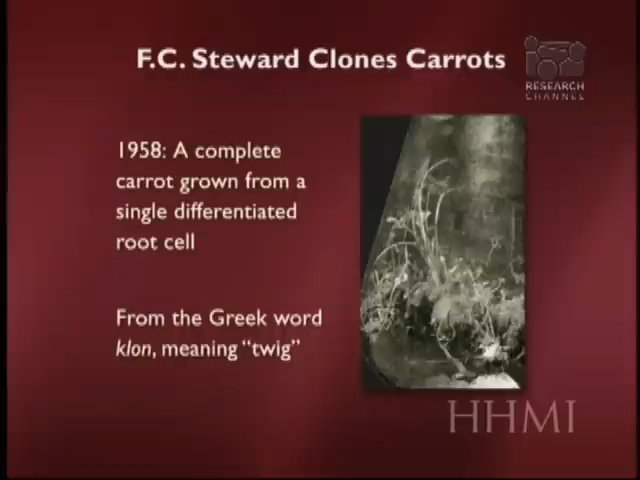 F.C. Steward Clones Carrots
RESEARCH
CHANNEL
1958: A complete
carrot grown from a
single differentiated
root cell
From the Greek word
klon, meaning “twig”
HHMI